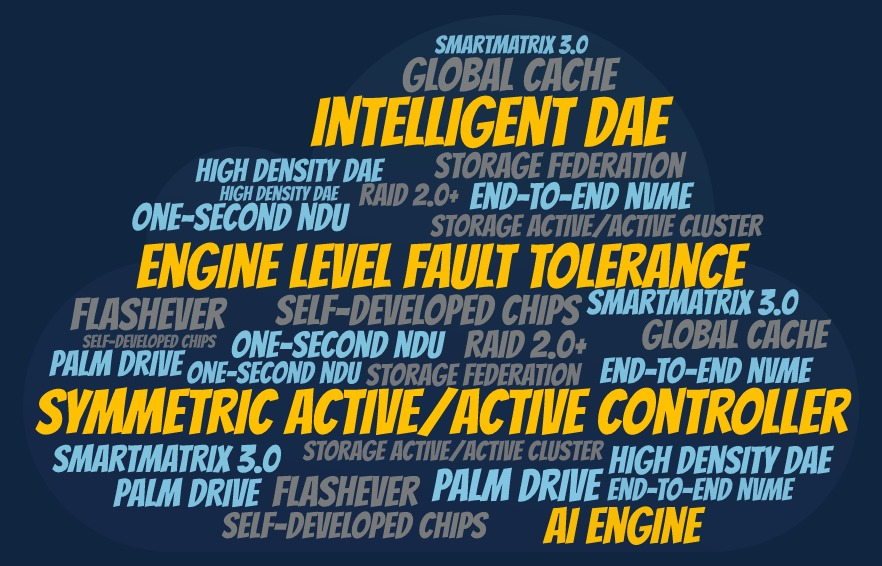 SMARTMATRIX 3.0
GLOBAL CACHE
INTELLIGENT DAE
HIGH DENSITY DAE STORAGE FEDERATION
HIGH DENSITY DAE RAID 2.0+ END-TO-END NVME
ONE-SECOND NDU STORAGE ACTIVE/ACTIVE CLUSTER
ENGINE LEVEL FAULT TOLERANCE
FLASHEVER SELF-DEVELOPED CHIPS SMARTMATRIX 3.0
SELF-DEVELOPED CHIPS ONE-SECOND NDU RAID 2.0+ GLOBAL CACHE
PALM DRIVE ONE-SECOND NDU STORAGE FEDERATION END-TO-END NVME
SYMMETRIC ACTIVE/ACTIVE CONTROLLER
SMARTMATRIX 3.0 STORAGE ACTIVE/ACTIVE CLUSTER HIGH DENSITY DAE
PALM DRIVE FLASHEVER PALM DRIVE END-TO-END NVME
SELF-DEVELOPED CHIPS AI ENGINE